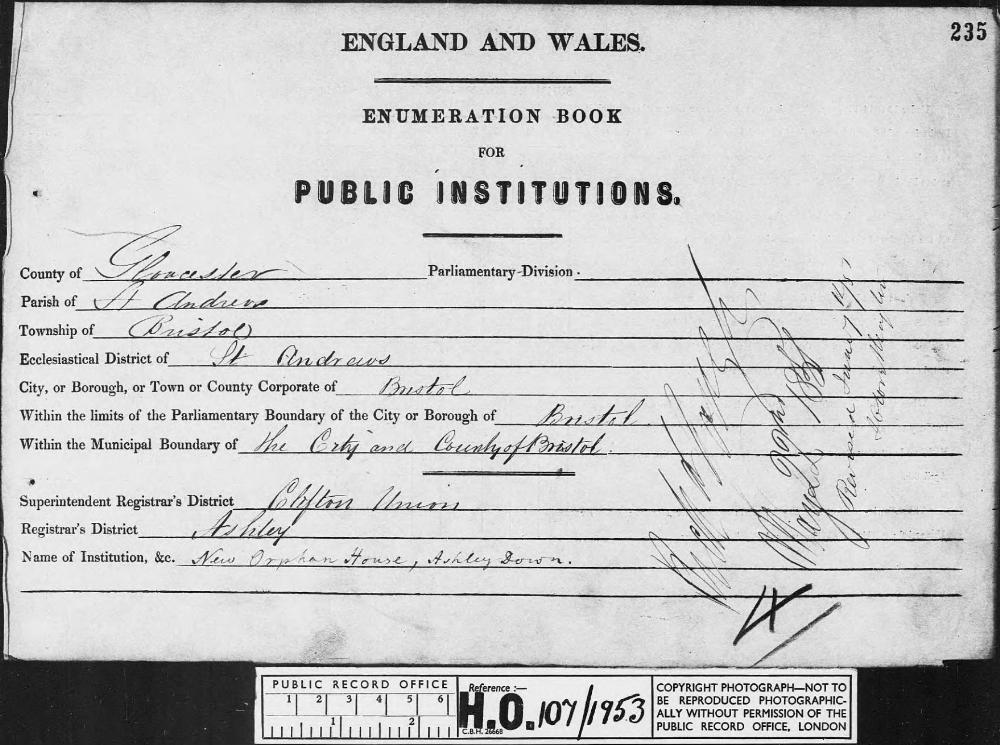 235
ENGLAND AND WALES.
ENUMERATION BOOK
FOR
PUBLIC INSTITUTIONS.
County of Gloucester Parliamentary-Division
Parish of St Andrews
Township of Bristol
Ecclesiastical District of St Andrews
City, or Borough, or Town or County Corporate of Bristol
Within the limits of the Parliamentary Boundary of the City or Borough of Bristol
Within the Municipal Boundary of the City and County of Bristol.
Superintendent Registrar's District Clifton Union
Registrar's District Ashley
Name of Institution, &c. New Orphan House, Ashley Down.
PUBLIC RECORD OFFICE
1 2 3 4 5 6
1 2
Reference :—
H.O. 107/1953
C.B.H. 26668
COPYRIGHT PHOTOGRAPH—NOT TO
BE REPRODUCED PHOTOGRAPHIC-
ALLY WITHOUT PERMISSION OF THE
PUBLIC RECORD OFFICE, LONDON